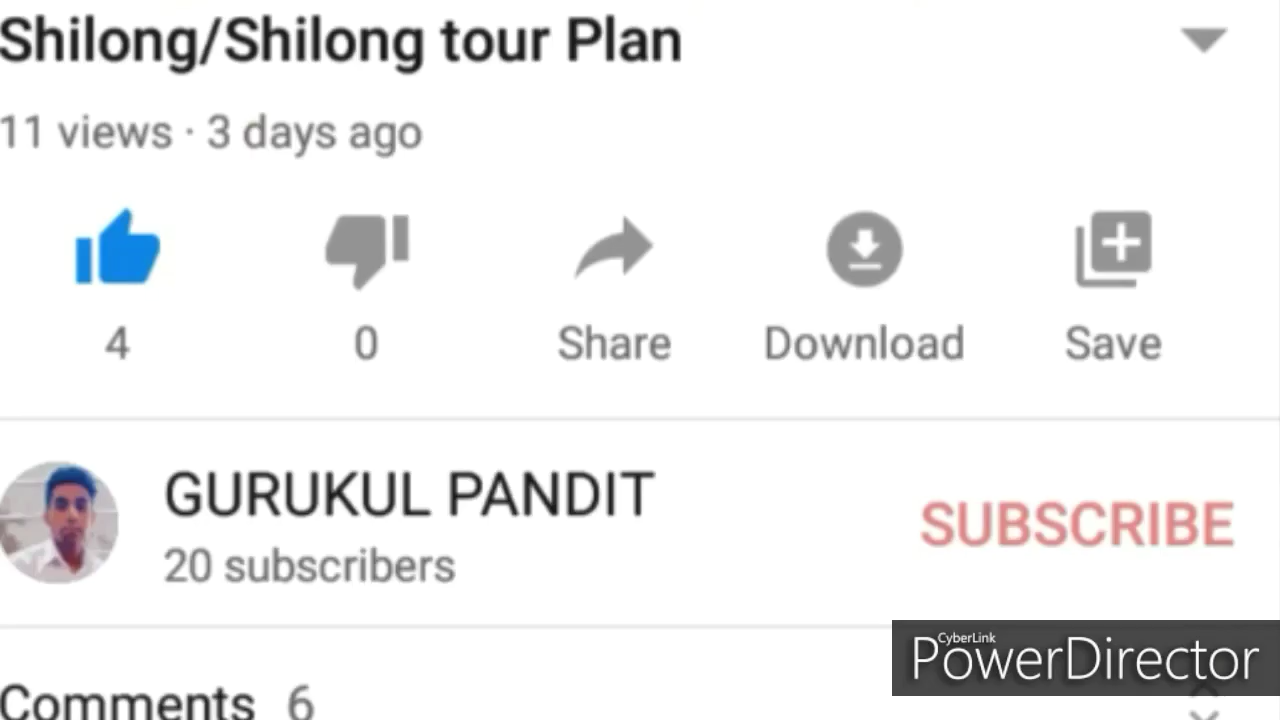 Shilong/Shilong tour Plan
11 views · 3 days ago
4
0
Share
Download
Save
GURUKUL PANDIT
20 subscribers
SUBSCRIBE
CyberLink
PowerDirector
Comments 6